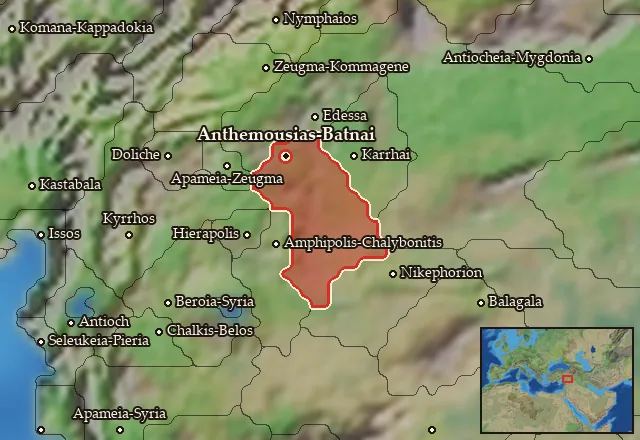 Nymphaios
Komana-Kappadokia
Antiocheia-Mygdonia
Zeugma-Kommagene
Edessa
Anthemousias-Batnai
Doliche
Karrhai
Apameia-Zeugma
Kastabala
Kyrrhos
Issos
Hierapolis
Amphipolis-Chalybonitis
Nikephorion
Beroia-Syria
Balagala
Antioch
Chalkis-Belos
Seleukeia-Pieria
Apameia-Syria